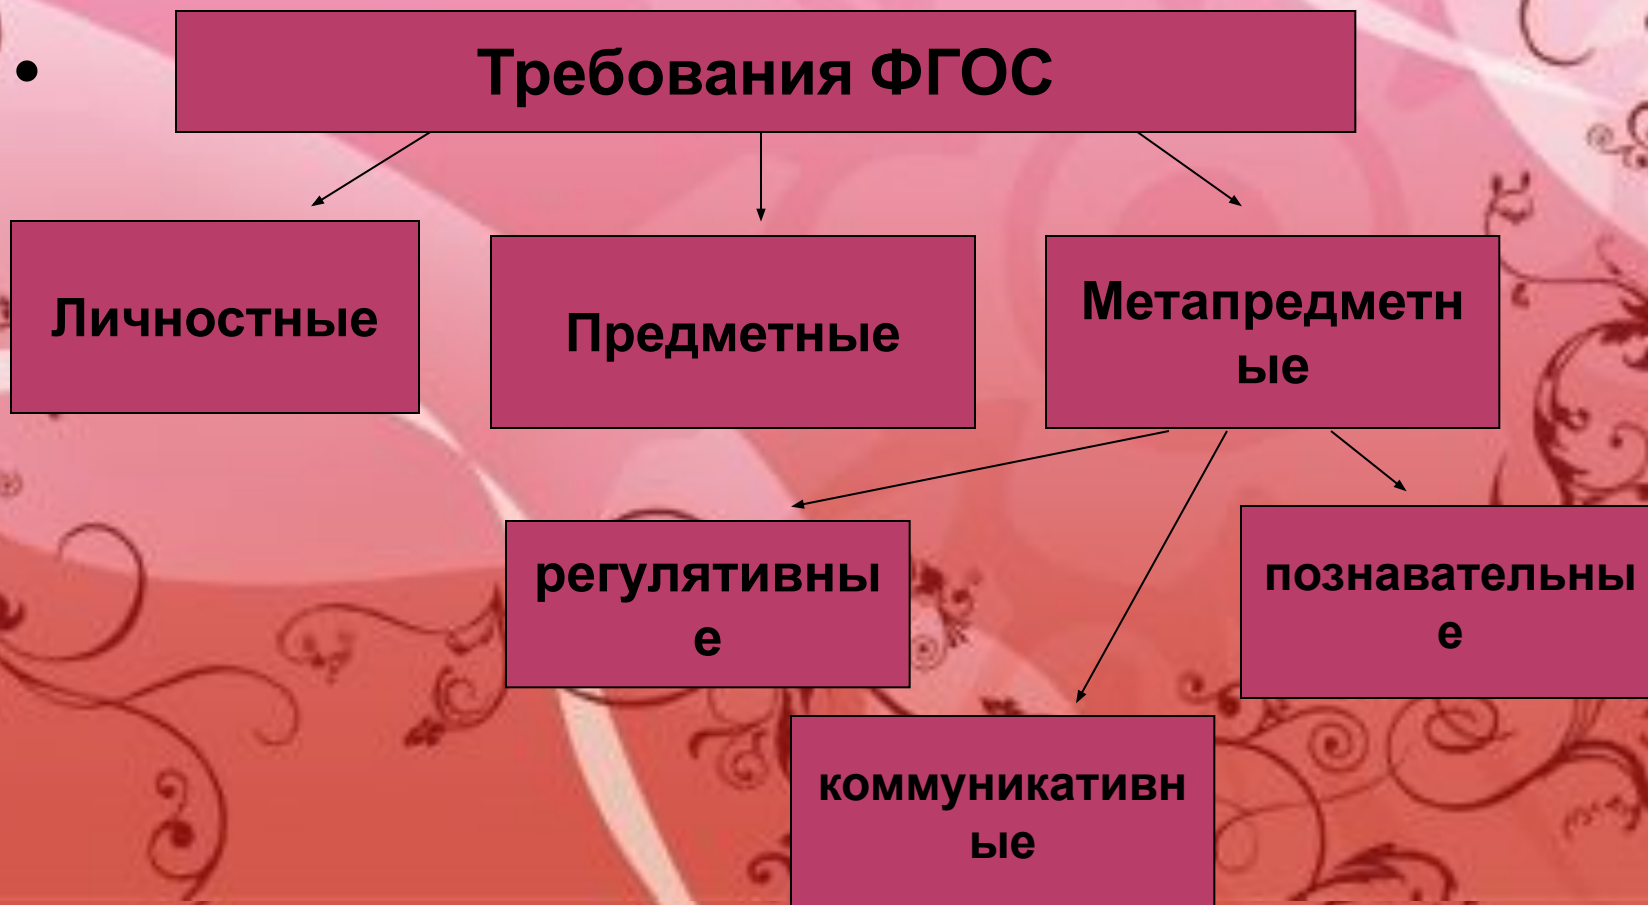 • Требования ФГОС
Личностные
Предметные
Метапредметн
ые
регулятивны
е
познавательны
е
коммуникативн
ые